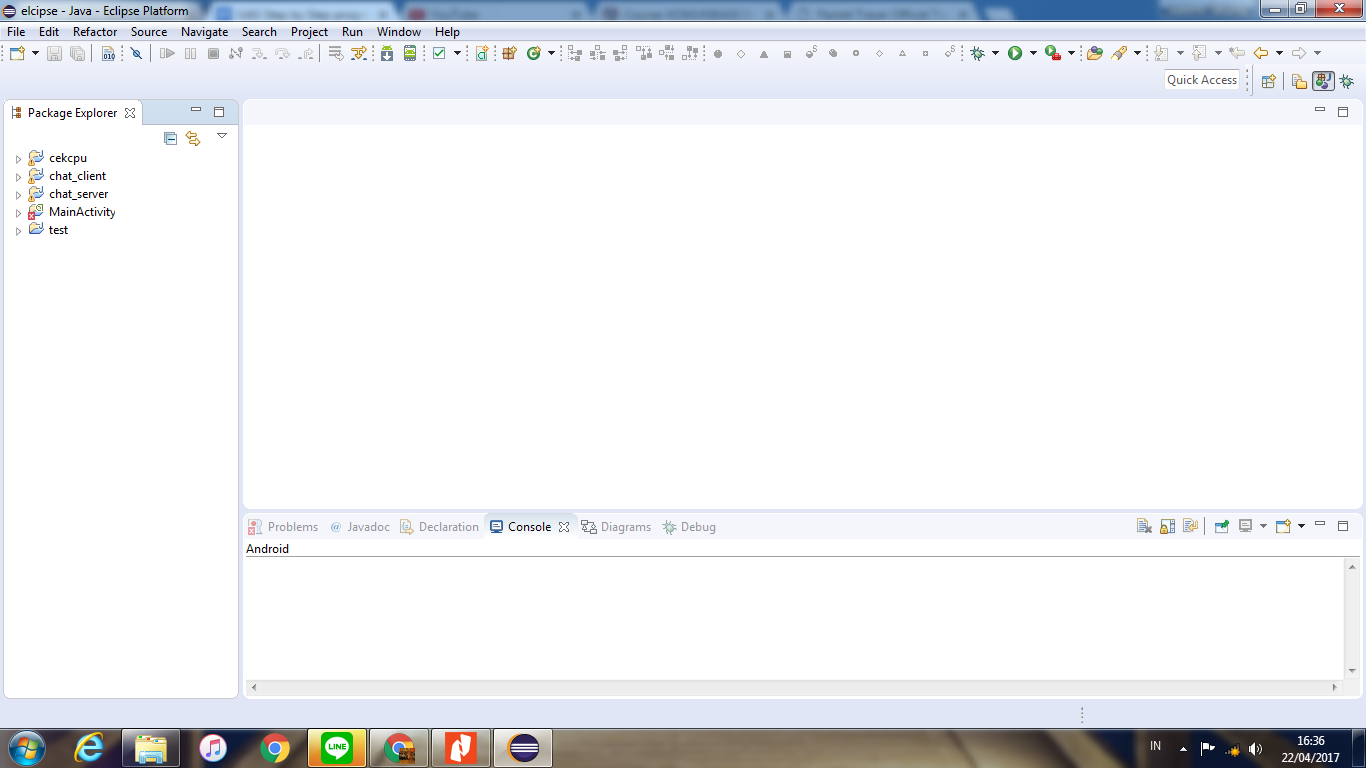 elcipse - Java - Eclipse Platform
File Edit Refactor Source Navigate Search Project Run Window Help
Quick Access
Package Explorer
cekcpu
chat_client
chat_server
MainActivity
test
Problems @ Javadoc Declaration Console Diagrams Debug
Android
LINE
IN
16:36
22/04/2017